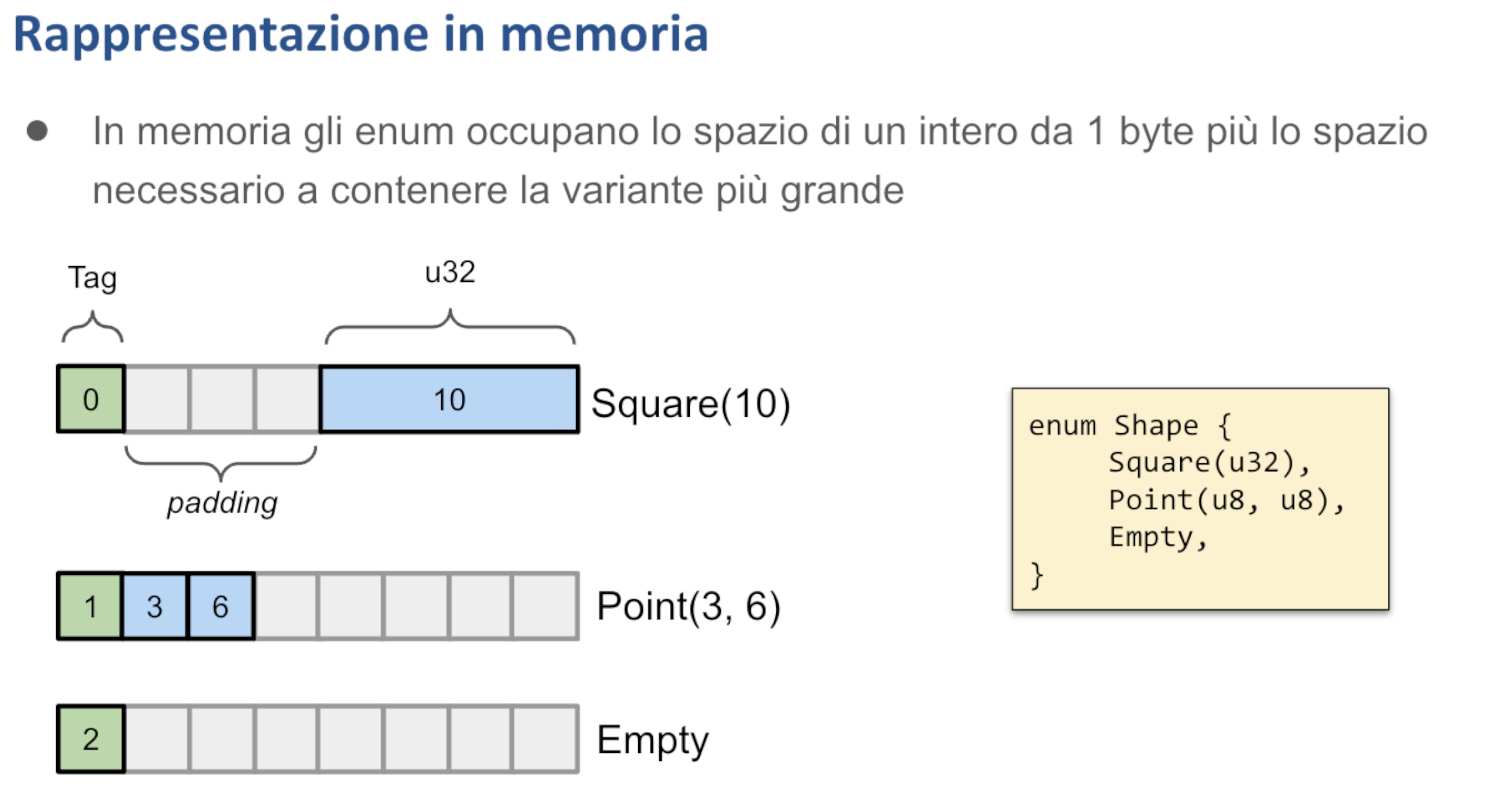 Rappresentazione in memoria
● In memoria gli enum occupano lo spazio di un intero da 1 byte più lo spazio
necessario a contenere la variante più grande
Tag
u32
0
10
Square(10)
padding
1
3
6
Point(3, 6)
2
Empty
enum Shape {
Square(u32),
Point(u8, u8),
Empty,
}